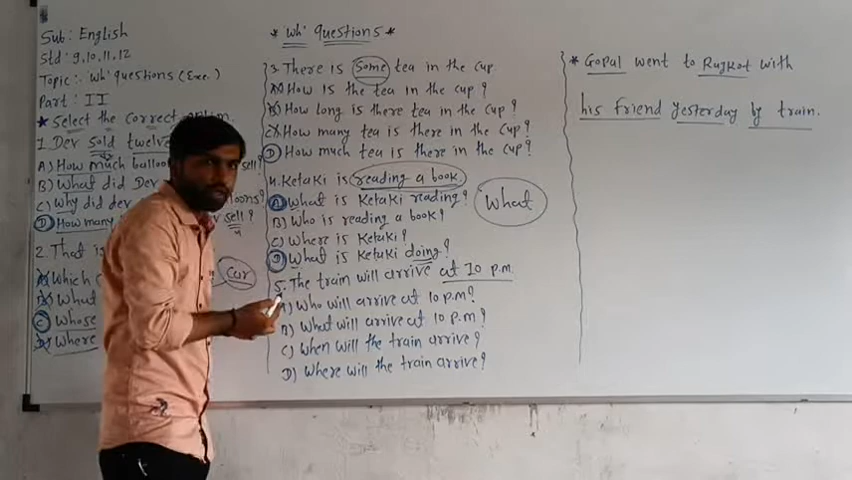 Sub: English
Std: 9,10,11,12
Topic: 'Wh' questions (Exe.)
Part: II
★ Select the correct option.
1. Dev sold twelve
A) How much balloons sell?
B) What did Dev
C) Why did dev balloons?
D) How many sell?
2. That is car
Which
What
C) Whose
Where
* 'Wh' questions *
3. There is some tea in the cup
A) How is the tea in the cup?
B) How long is there tea in the cup?
C) How many tea is there in the cup?
D) How much tea is there in the cup?
4. Ketaki is reading a book.
A) What is Ketaki reading?
B) Who is reading a book?
C) Where is Ketaki?
D) What is Ketaki doing?
What
5. The train will arrive at 10 p.m.
A) Who will arrive at 10 p.m?
B) What will arrive at 10 p.m?
C) When will the train arrive?
D) Where will the train arrive?
* Gopal went to Rajkot with
his friend yesterday by train.